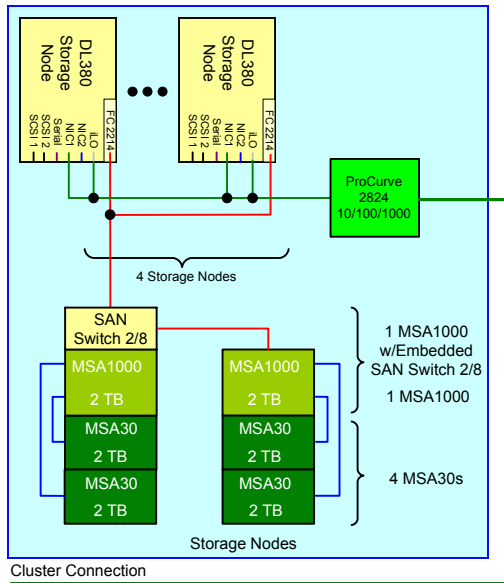 DL380
Storage
Node
SCSI 2
SCSI 1
Serial
NIC1
NIC2
iLO
FC 2214
DL380
Storage
Node
SCSI 2
SCSI 1
Serial
NIC1
NIC2
iLO
FC 2214
ProCurve
2824
10/100/1000
4 Storage Nodes
SAN
Switch 2/8
MSA1000
2 TB
MSA30
2 TB
MSA30
2 TB
MSA1000
2 TB
MSA30
2 TB
MSA30
2 TB
1 MSA1000
w/Embedded
SAN Switch 2/8
1 MSA1000
4 MSA30s
Storage Nodes
Cluster Connection